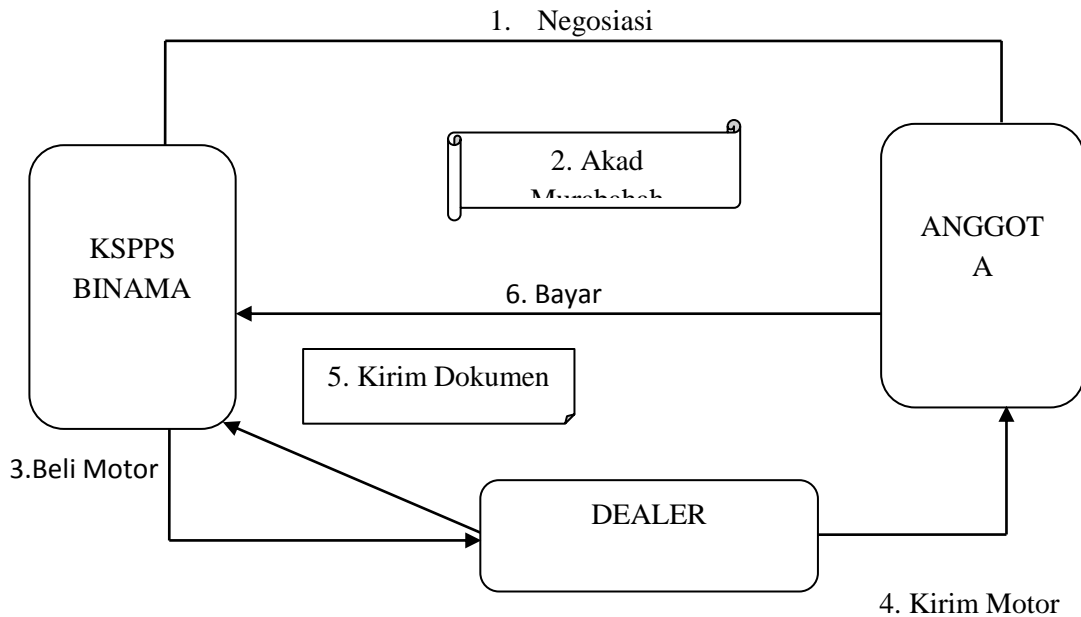 1. Negosiasi
2. Akad
KSPPS
BINAMA
ANGGOT
A
6. Bayar
5. Kirim Dokumen
3.Beli Motor
DEALER
4. Kirim Motor